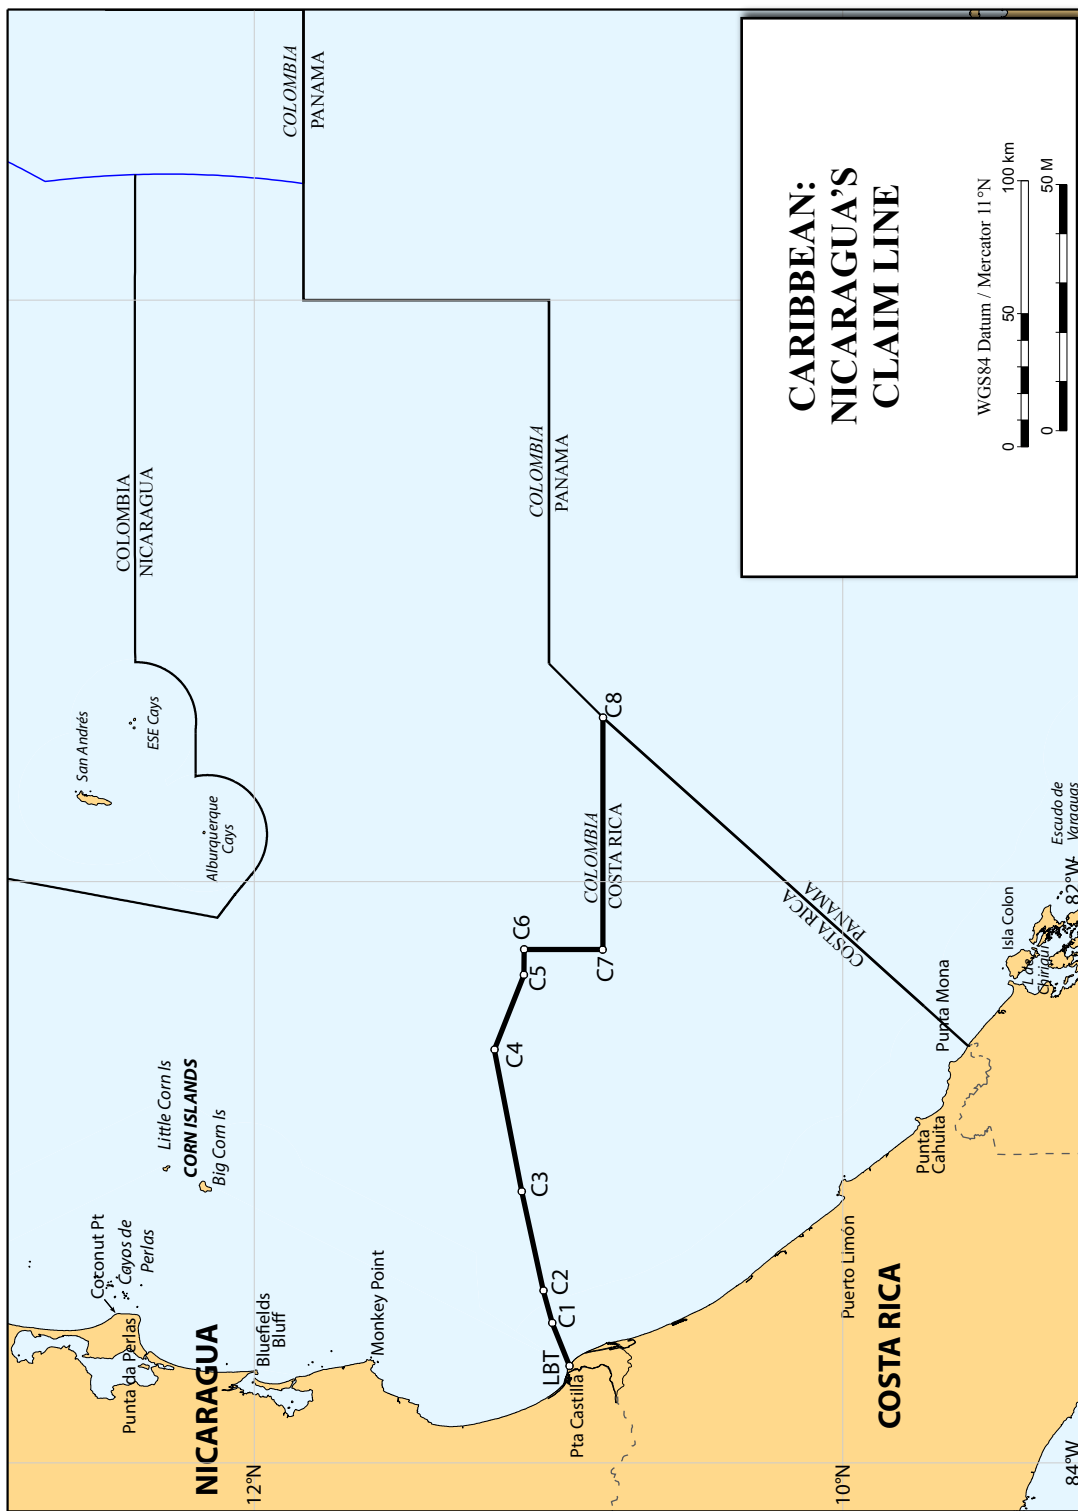 CARIBBEAN:
NICARAGUA'S
CLAIM LINE
WGS84 Datum / Mercator 11°N
0 50 100 km
0 50 M
COLOMBIA
NICARAGUA
COLOMBIA
PANAMA
COLOMBIA
PANAMA
COLOMBIA
COSTA RICA
COSTA RICA
PANAMA
San Andrés
ESE Cays
Alburquerque
Cays
Little Corn Is
CORN ISLANDS
Big Corn Is
Coconut Pt
Cayos de
Perlas
Punta da Perlas
NICARAGUA
Bluefields
Bluff
Monkey Point
12°N
LBT
Pta Castilla
C1
C2
C3
C4
C5
C6
C7
C8
Puerto Limón
COSTA RICA
Punta
Cahuita
Punta Mona
Isla Colon
L de
Chiriqui
Escudo de
Varaguas
10°N
84°W
82°W